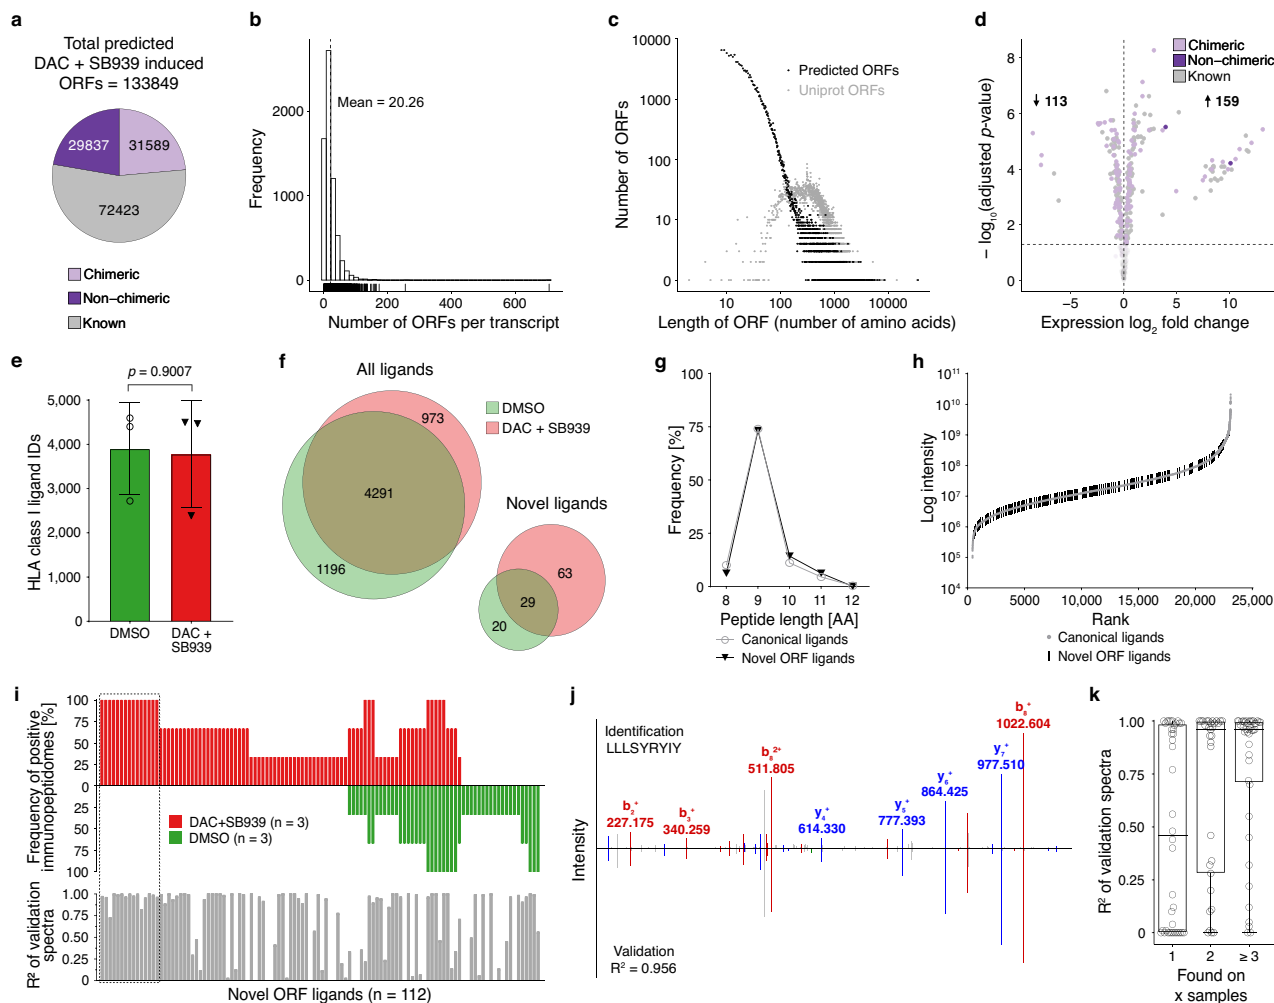 a
Total predicted
DAC + SB939 induced
ORFs = 133849
29837
31589
72423
Chimeric
Non–chimeric
Known
b
Frequency
2000
1000
0
Mean = 20.26
0
200
400
600
Number of ORFs per transcript
c
Number of ORFs
10000
1000
100
10
0
Predicted ORFs
Uniprot ORFs
10
100
1000
10000
Length of ORF (number of amino acids)
d
– log10(adjusted p-value)
8
6
4
2
0
Chimeric
Non–chimeric
Known
↓ 113
↑ 159
−5
0
5
10
Expression log2 fold change
e
p = 0.9007
HLA class I ligand IDs
5,000
4,000
3,000
2,000
1,000
0
DMSO
DAC +
SB939
f
All ligands
973
4291
1196
DMSO
DAC + SB939
Novel ligands
63
29
20
g
Frequency [%]
100
75
50
25
0
8
9
10
11
12
Peptide length [AA]
Canonical ligands
Novel ORF ligands
h
Log intensity
10^11
10^10
10^9
10^8
10^7
10^6
10^5
10^4
0
5000
10,000
15,000
20,000
25,000
Rank
Canonical ligands
Novel ORF ligands
i
Frequency of positive
immunopeptidomes [%]
100
75
50
25
0
25
50
75
100
DAC+SB939 (n = 3)
DMSO (n = 3)
R² of validation
spectra
1.00
0.75
0.50
0.25
0
Novel ORF ligands (n = 112)
j
Intensity
Identification
LLLSYRYIY
b2+
227.175
b3+
340.259
b8 2+
511.805
y4+
614.330
y5+
777.393
y6+
864.425
y7+
977.510
b8+
1022.604
Validation
R² = 0.956
k
R² of validation spectra
1.00
0.75
0.50
0.25
0
1
2
≥ 3
Found on
x samples